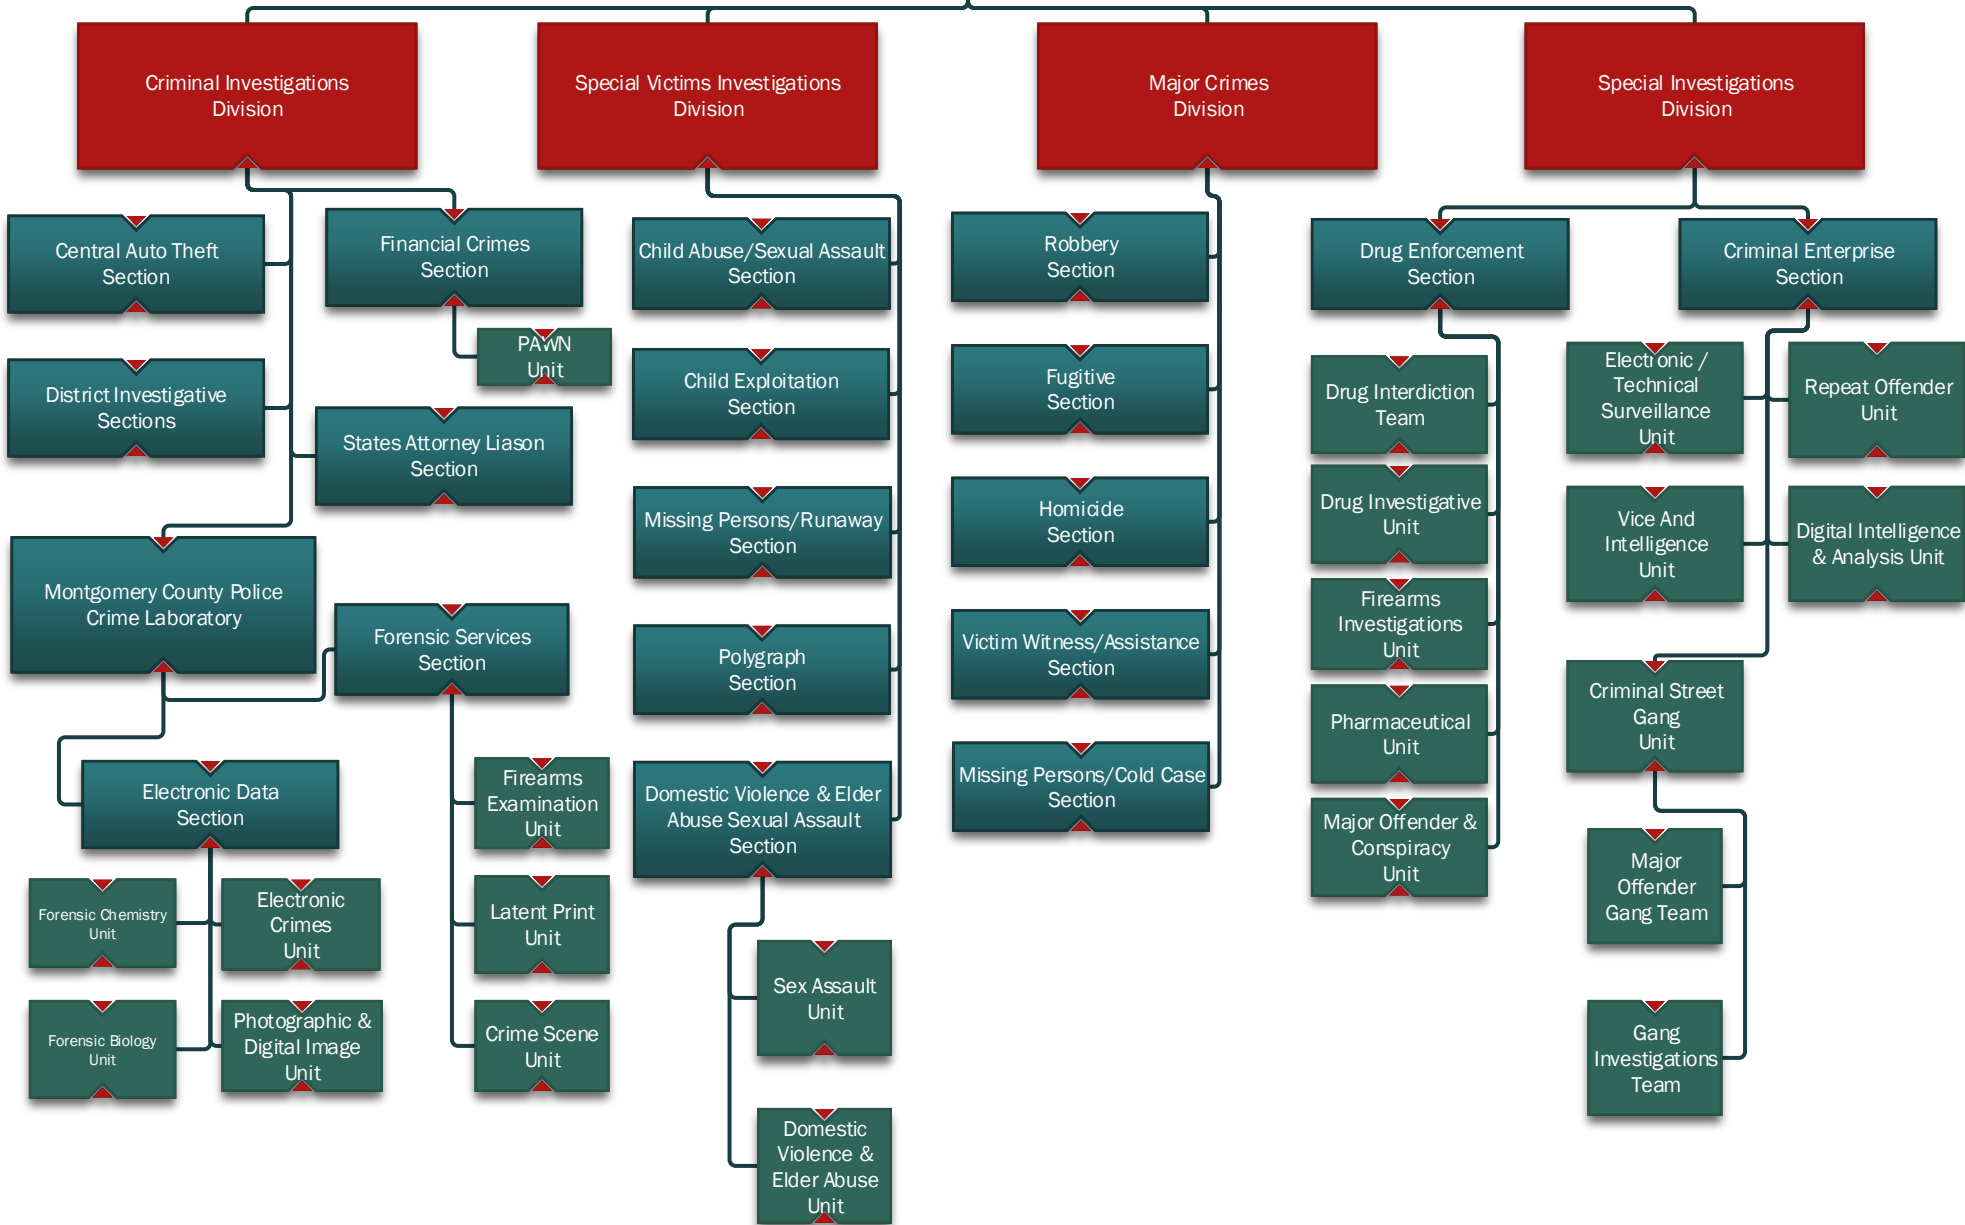 Criminal Investigations
Division
Special Victims Investigations
Division
Major Crimes
Division
Special Investigations
Division
Central Auto Theft
Section
Financial Crimes
Section
PAWN
Unit
District Investigative
Sections
States Attorney Liason
Section
Montgomery County Police
Crime Laboratory
Forensic Services
Section
Electronic Data
Section
Forensic Chemistry
Unit
Electronic
Crimes
Unit
Forensic Biology
Unit
Photographic &
Digital Image
Unit
Firearms
Examination
Unit
Latent Print
Unit
Crime Scene
Unit
Child Abuse/Sexual Assault
Section
Child Exploitation
Section
Missing Persons/Runaway
Section
Polygraph
Section
Domestic Violence & Elder
Abuse Sexual Assault
Section
Sex Assault
Unit
Domestic
Violence &
Elder Abuse
Unit
Robbery
Section
Fugitive
Section
Homicide
Section
Victim Witness/Assistance
Section
Missing Persons/Cold Case
Section
Drug Enforcement
Section
Drug Interdiction
Team
Drug Investigative
Unit
Firearms
Investigations
Unit
Pharmaceutical
Unit
Major Offender &
Conspiracy
Unit
Criminal Enterprise
Section
Electronic /
Technical
Surveillance
Unit
Repeat Offender
Unit
Vice And
Intelligence
Unit
Digital Intelligence
& Analysis Unit
Criminal Street
Gang
Unit
Major
Offender
Gang Team
Gang
Investigations
Team